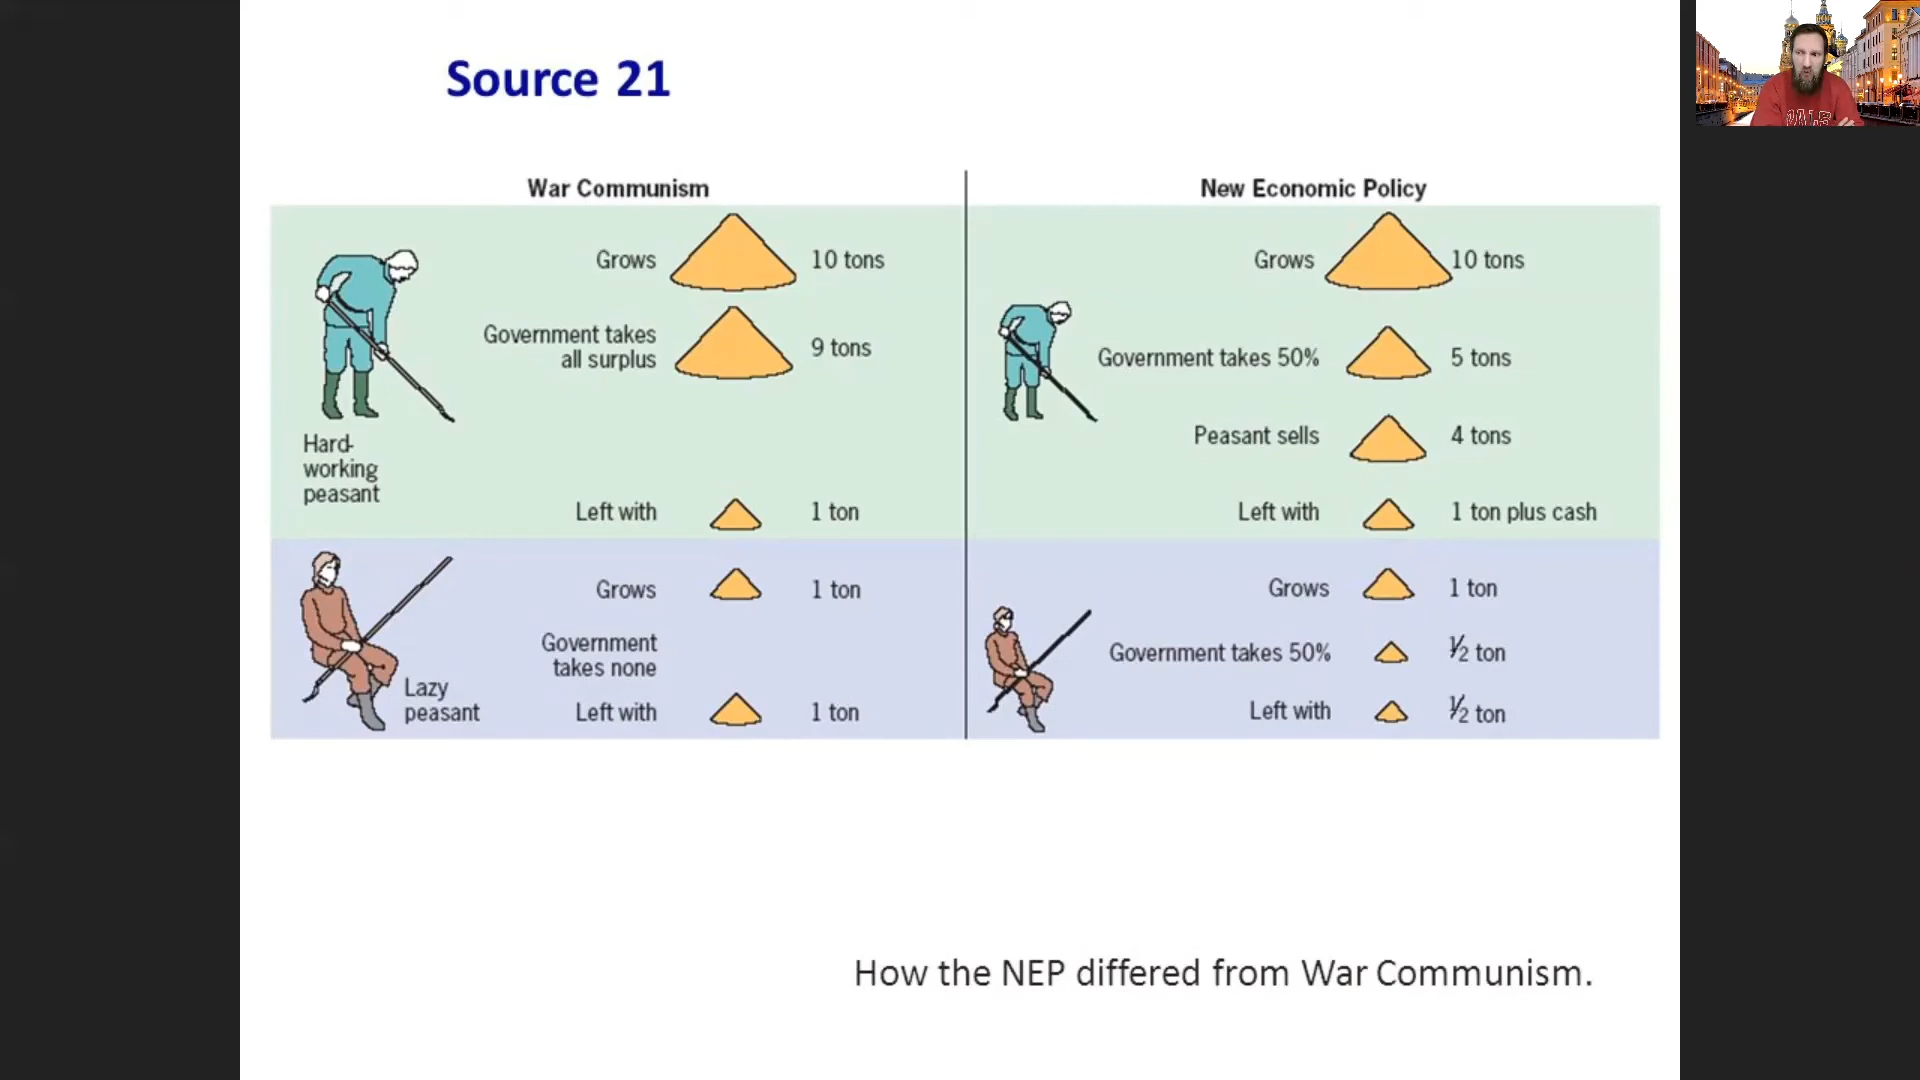 Source 21
War Communism
Grows
10 tons
Government takes
all surplus
9 tons
Hard-
working
peasant
Left with
1 ton
Grows
1 ton
Government
takes none
Lazy
peasant
Left with
1 ton
New Economic Policy
Grows
10 tons
Government takes 50%
5 tons
Peasant sells
4 tons
Left with
1 ton plus cash
Grows
1 ton
Government takes 50%
1/2 ton
Left with
1/2 ton
How the NEP differed from War Communism.